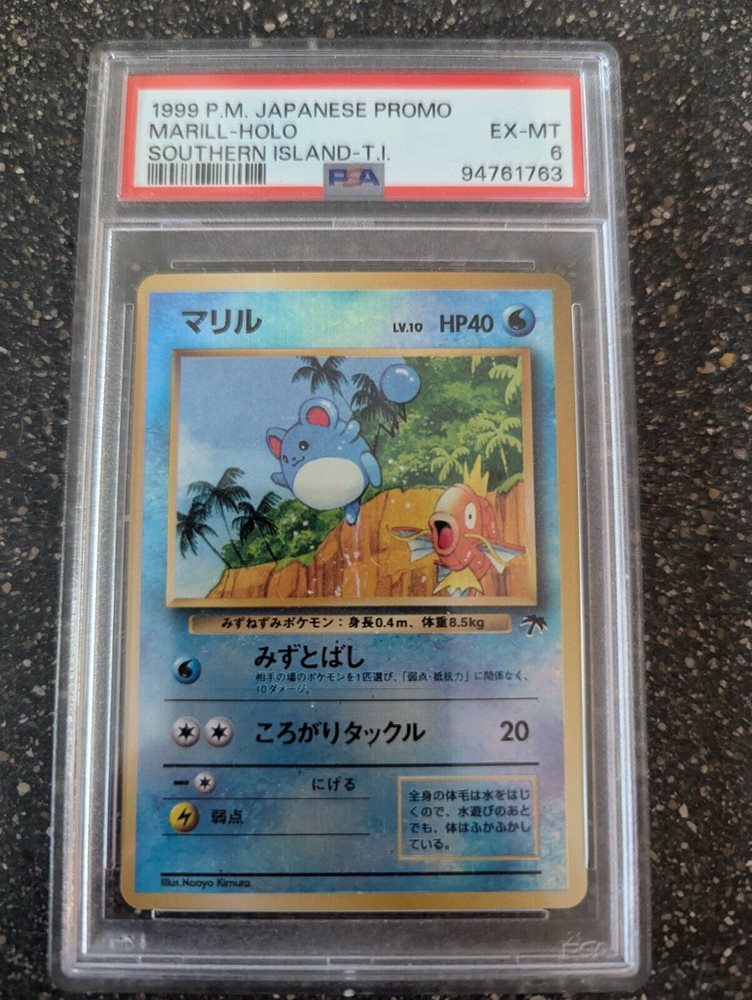 1999 P.M. JAPANESE PROMO
MARILL-HOLO EX-MT
SOUTHERN ISLAND-T.I. 6
PSA 94761763
マリル LV.10 HP40
みずねずみポケモン：身長0.4m、体重8.5kg
みずとばし
相手の場のポケモンを1匹選び、「弱点・抵抗力」に関係なく、
10ダメージ。
ころがりタックル 20
にげる
弱点
全身の体毛は水をはじ
くので、水遊びのあと
でも、体はふかふかし
ている。
Illus.Naoyo Kimura
PSA